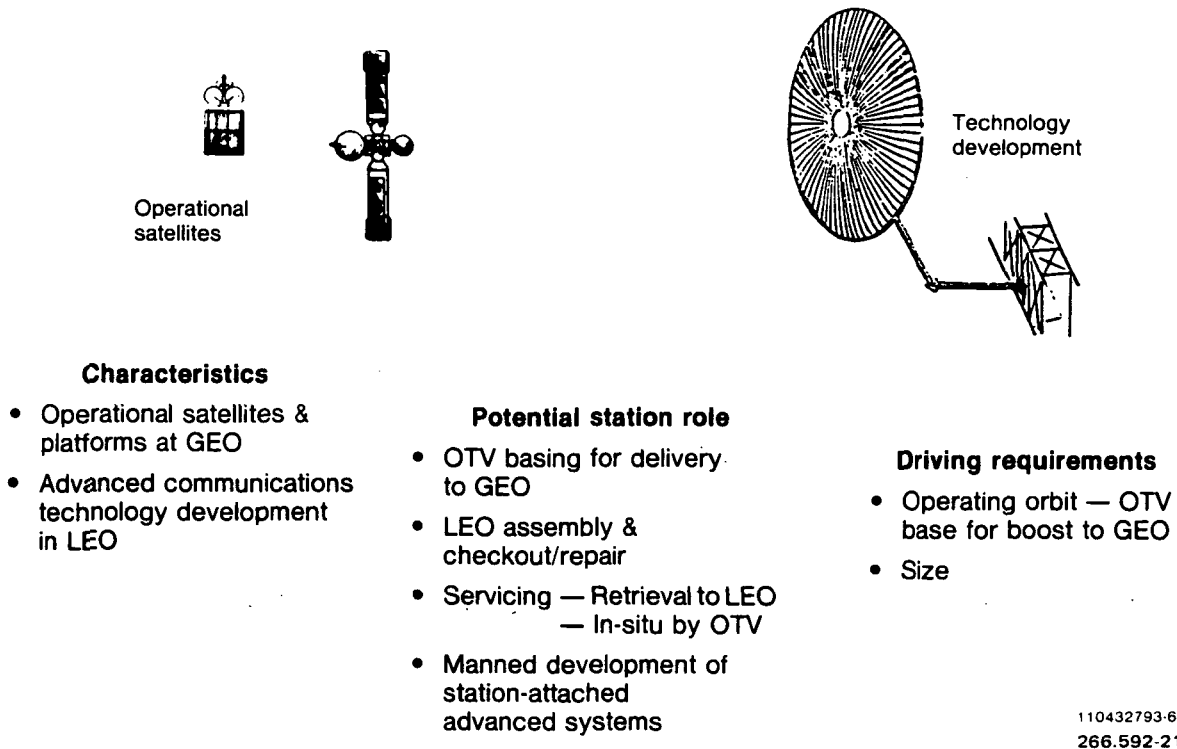 Operational
satellites
Technology
development
Characteristics
• Operational satellites &
platforms at GEO
• Advanced communications
technology development
in LEO
Potential station role
• OTV basing for delivery
to GEO
• LEO assembly &
checkout/repair
• Servicing — Retrieval to LEO
— In-situ by OTV
• Manned development of
station-attached
advanced systems
Driving requirements
• Operating orbit — OTV
base for boost to GEO
• Size
110432793-6
266.592-21